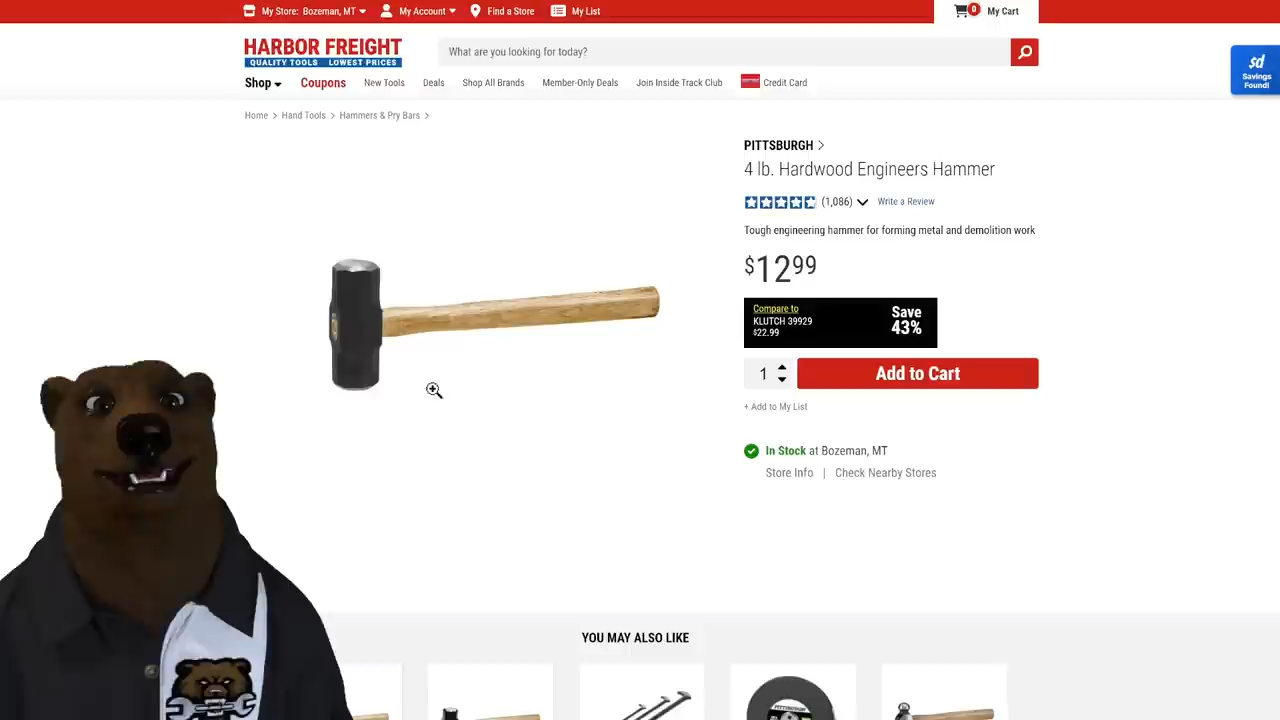 My Store: Bozeman, MT
My Account
Find a Store
My List
0
My Cart
HARBOR FREIGHT
QUALITY TOOLS LOWEST PRICES
What are you looking for today?
sd
Savings
Found!
Shop
Coupons
New Tools
Deals
Shop All Brands
Member-Only Deals
Join Inside Track Club
Credit Card
Home > Hand Tools > Hammers & Pry Bars >
PITTSBURGH >
4 lb. Hardwood Engineers Hammer
(1,086)
Write a Review
Tough engineering hammer for forming metal and demolition work
$12 99
Compare to
KLUTCH 39929
$22.99
Save
43%
1
Add to Cart
+ Add to My List
In Stock at Bozeman, MT
Store Info | Check Nearby Stores
YOU MAY ALSO LIKE
PITTSBURGH